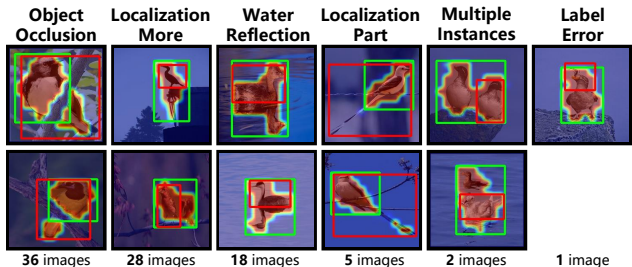 Object Occlusion
Localization More
Water Reflection
Localization Part
Multiple Instances
Label Error
36 images
28 images
18 images
5 images
2 images
1 image